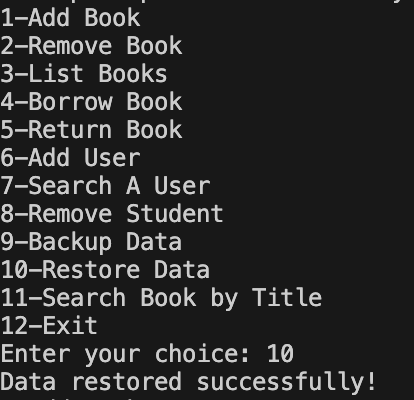 1-Add Book
2-Remove Book
3-List Books
4-Borrow Book
5-Return Book
6-Add User
7-Search A User
8-Remove Student
9-Backup Data
10-Restore Data
11-Search Book by Title
12-Exit
Enter your choice: 10
Data restored successfully!